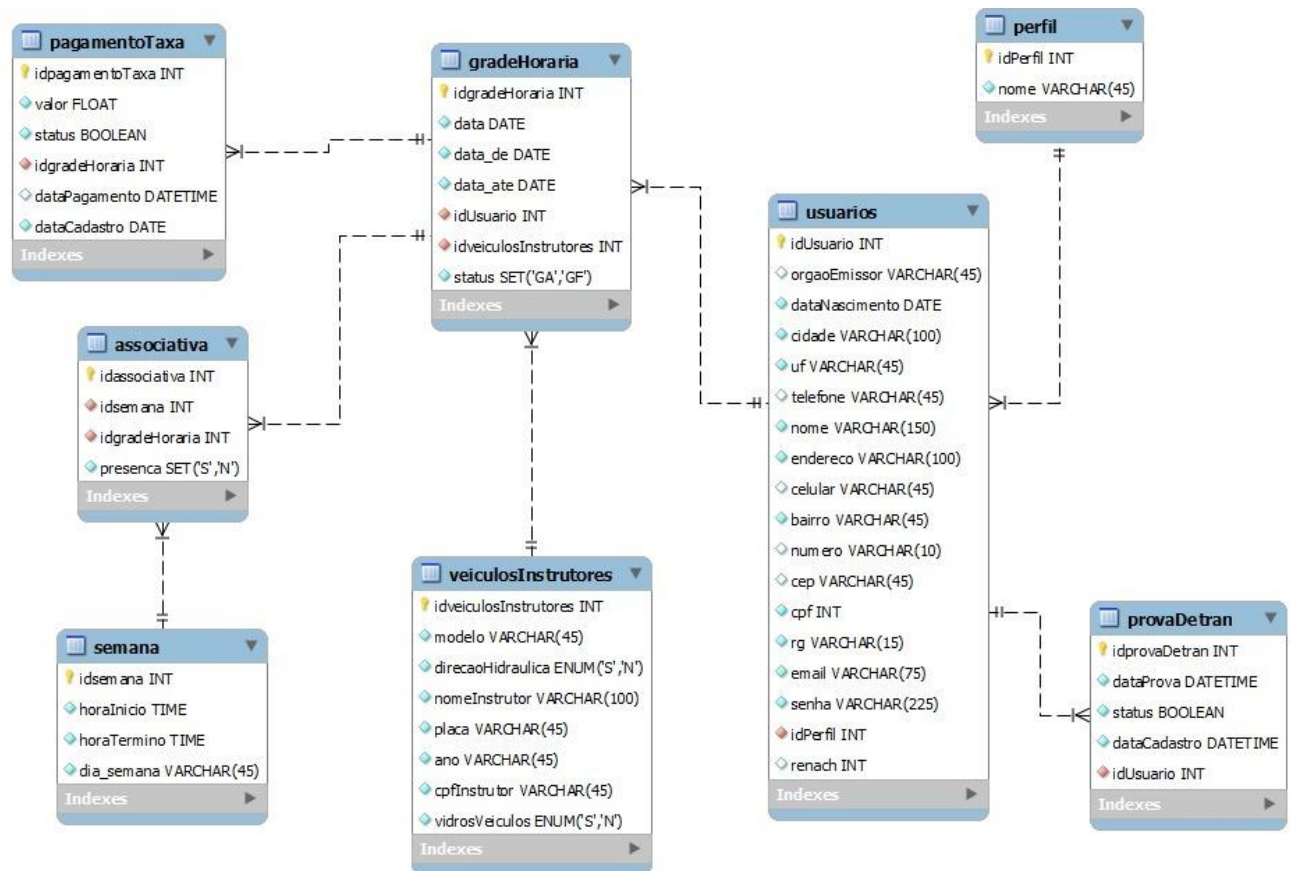 pagamentoTaxa
idpagamentoTaxa INT
valor FLOAT
status BOOLEAN
idgradeHoraria INT
dataPagamento DATETIME
dataCadastro DATE
Indexes
gradeHoraria
idgradeHoraria INT
data DATE
data_de DATE
data_ate DATE
idUsuario INT
idveiculosInstrutores INT
status SET('GA','GF')
Indexes
perfil
idPerfil INT
nome VARCHAR(45)
Indexes
usuarios
idUsuario INT
orgaoEmissor VARCHAR(45)
dataNascimento DATE
cidade VARCHAR(100)
uf VARCHAR(45)
telefone VARCHAR(45)
nome VARCHAR(150)
endereco VARCHAR(100)
celular VARCHAR(45)
bairro VARCHAR(45)
numero VARCHAR(10)
cep VARCHAR(45)
cpf INT
rg VARCHAR(15)
email VARCHAR(75)
senha VARCHAR(225)
idPerfil INT
renach INT
Indexes
associativa
idassociativa INT
idsemana INT
idgradeHoraria INT
presenca SET('S','N')
Indexes
semana
idsemana INT
horaInicio TIME
horaTermino TIME
dia_semana VARCHAR(45)
Indexes
veiculosInstrutores
idveiculosInstrutores INT
modelo VARCHAR(45)
direcaoHidraulica ENUM('S','N')
nomeInstrutor VARCHAR(100)
placa VARCHAR(45)
ano VARCHAR(45)
cpfInstrutor VARCHAR(45)
vidrosVeiculos ENUM('S','N')
Indexes
provaDetran
idprovaDetran INT
dataProva DATETIME
status BOOLEAN
dataCadastro DATETIME
idUsuario INT
Indexes